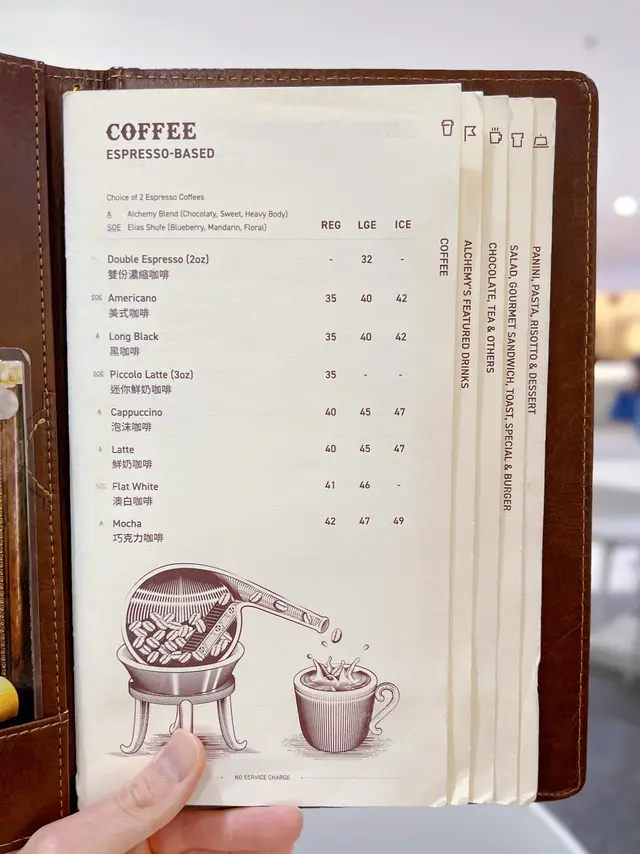 COFFEE
ESPRESSO-BASED
Choice of 2 Espresso Coffees
A Alchemy Blend (Chocolaty, Sweet, Heavy Body)
SOE Elias Shufe (Blueberry, Mandarin, Floral)
REG LGE ICE
Double Espresso (2oz) - 32 -
雙份濃縮咖啡
SOE Americano 35 40 42
美式咖啡
A Long Black 35 40 42
黑咖啡
SOE Piccolo Latte (3oz) 35 - -
迷你鮮奶咖啡
A Cappuccino 40 45 47
泡沫咖啡
A Latte 40 45 47
鮮奶咖啡
SOE Flat White 41 46 -
澳白咖啡
A Mocha 42 47 49
巧克力咖啡
NO SERVICE CHARGE
COFFEE
ALCHEMY'S FEATURED DRINKS
CHOCOLATE, TEA & OTHERS
SALAD, GOURMET SANDWICH, TOAST, SPECIAL & BURGER
PANINI, PASTA, RISOTTO & DESSERT